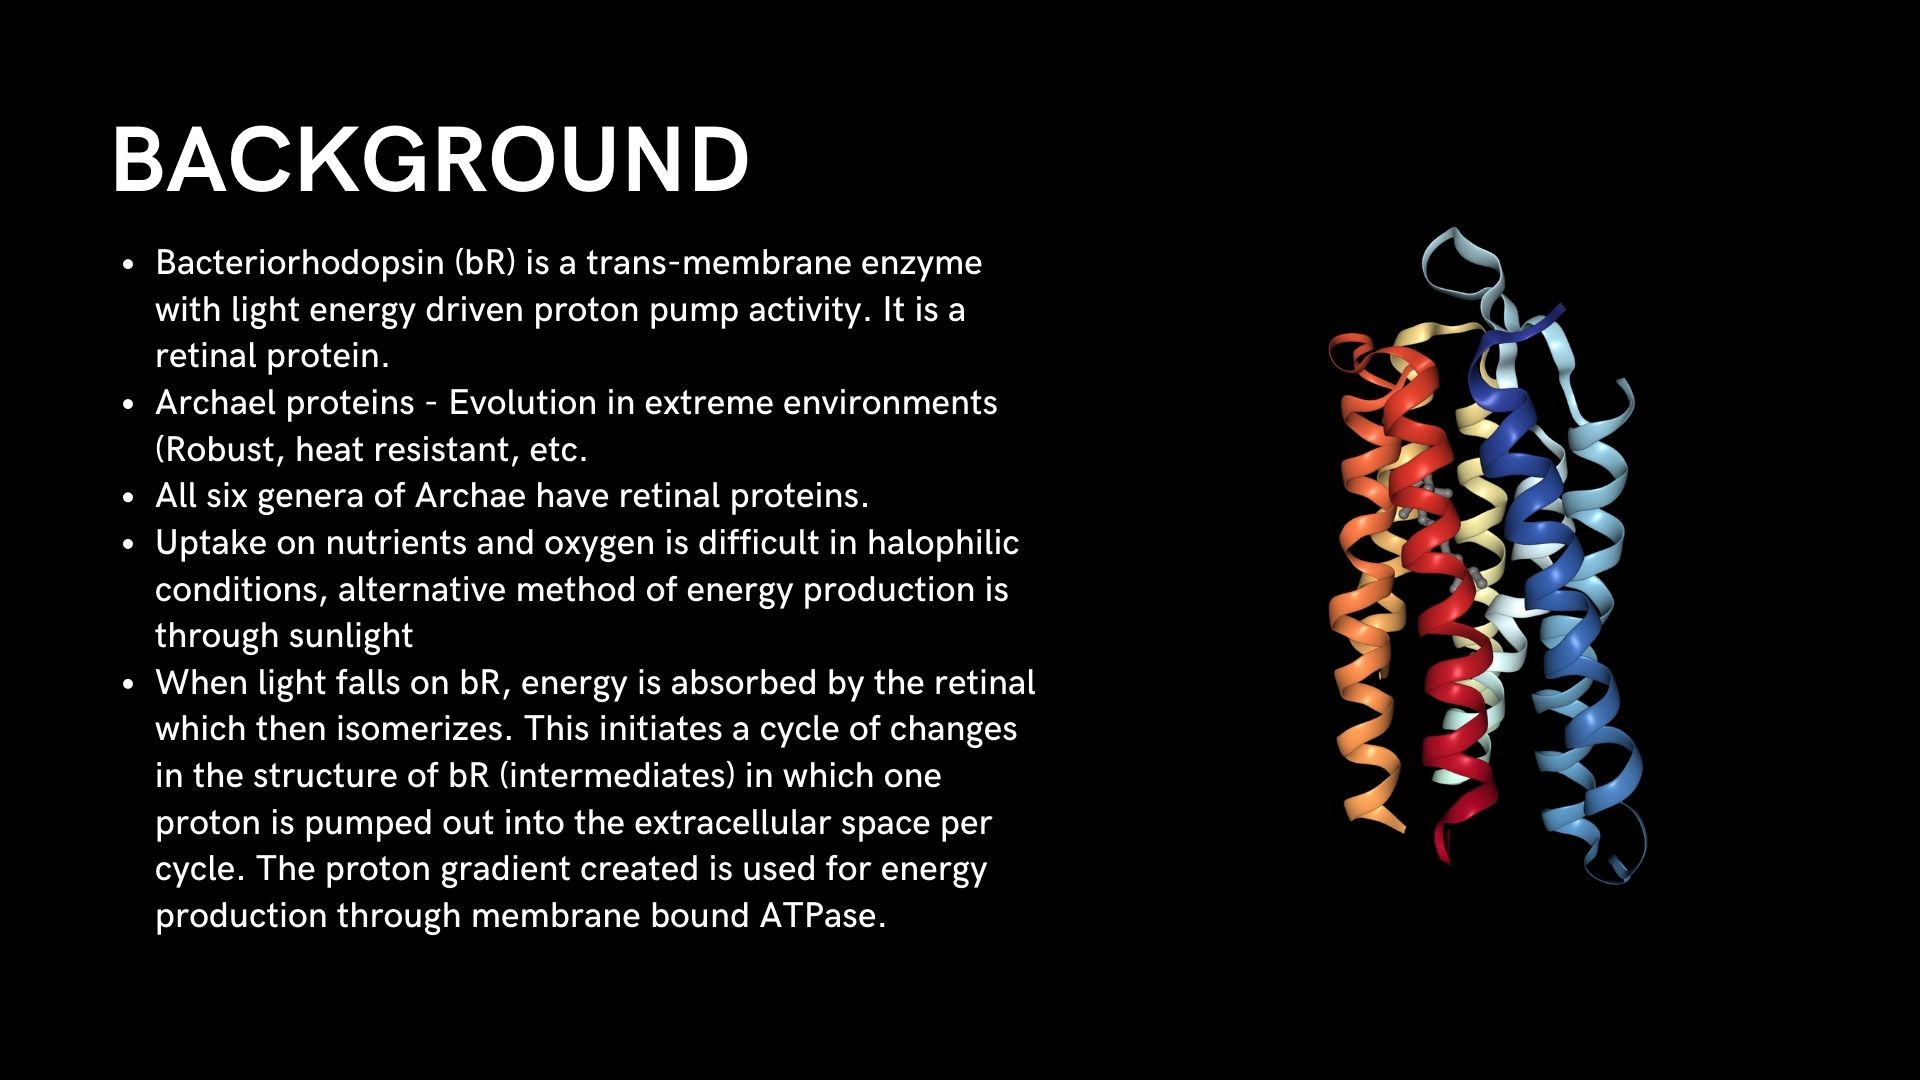 BACKGROUND
• Bacteriorhodopsin (bR) is a trans-membrane enzyme
with light energy driven proton pump activity. It is a
retinal protein.
• Archael proteins - Evolution in extreme environments
(Robust, heat resistant, etc.
• All six genera of Archae have retinal proteins.
• Uptake on nutrients and oxygen is difficult in halophilic
conditions, alternative method of energy production is
through sunlight
• When light falls on bR, energy is absorbed by the retinal
which then isomerizes. This initiates a cycle of changes
in the structure of bR (intermediates) in which one
proton is pumped out into the extracellular space per
cycle. The proton gradient created is used for energy
production through membrane bound ATPase.